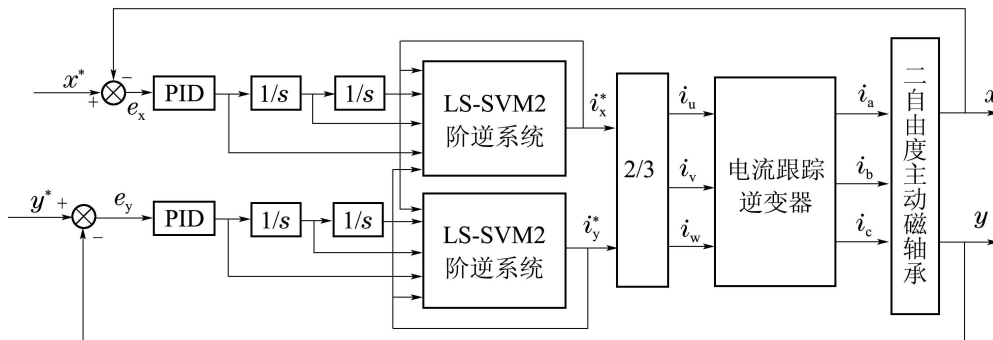 x* + − e_x PID 1/s 1/s
LS-SVM2
阶逆系统
i_x*
y* + − e_y PID 1/s 1/s
LS-SVM2
阶逆系统
i_y*
2/3
i_u
i_v
i_w
电流跟踪
逆变器
i_a
i_b
i_c
二自由度主动磁轴承
x
y